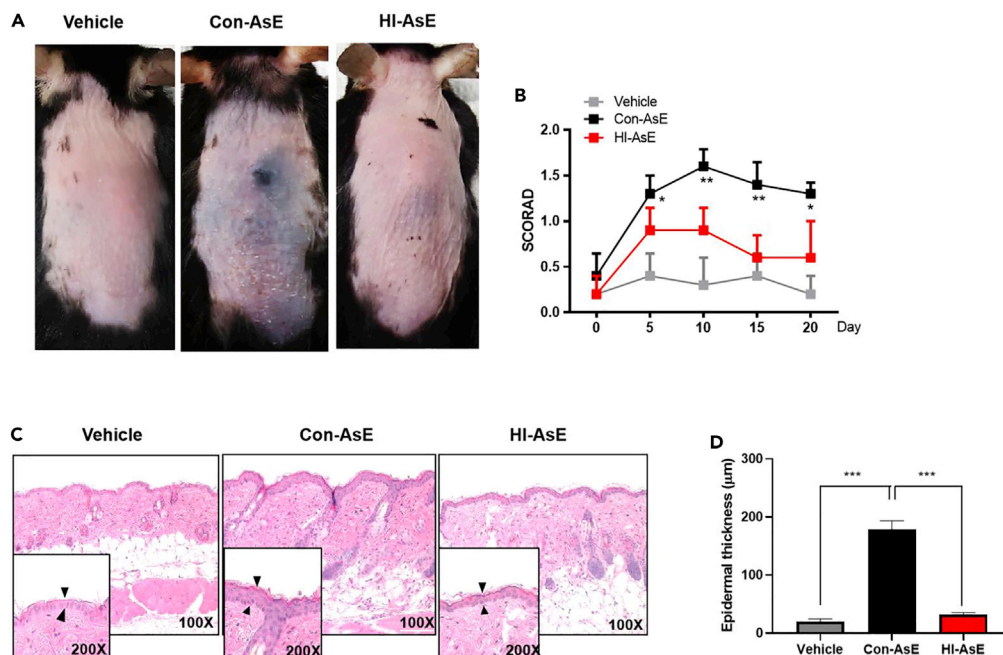 A
Vehicle Con-AsE HI-AsE
B
Vehicle
Con-AsE
HI-AsE
SCORAD
2.0
1.5
1.0
0.5
0.0
* ** ** *
0 5 10 15 20 Day
C
Vehicle Con-AsE HI-AsE
200X 100X 200X 100X 200X 100X
D
Epidermal thickness (μm)
300
200
100
0
*** ***
Vehicle Con-AsE HI-AsE